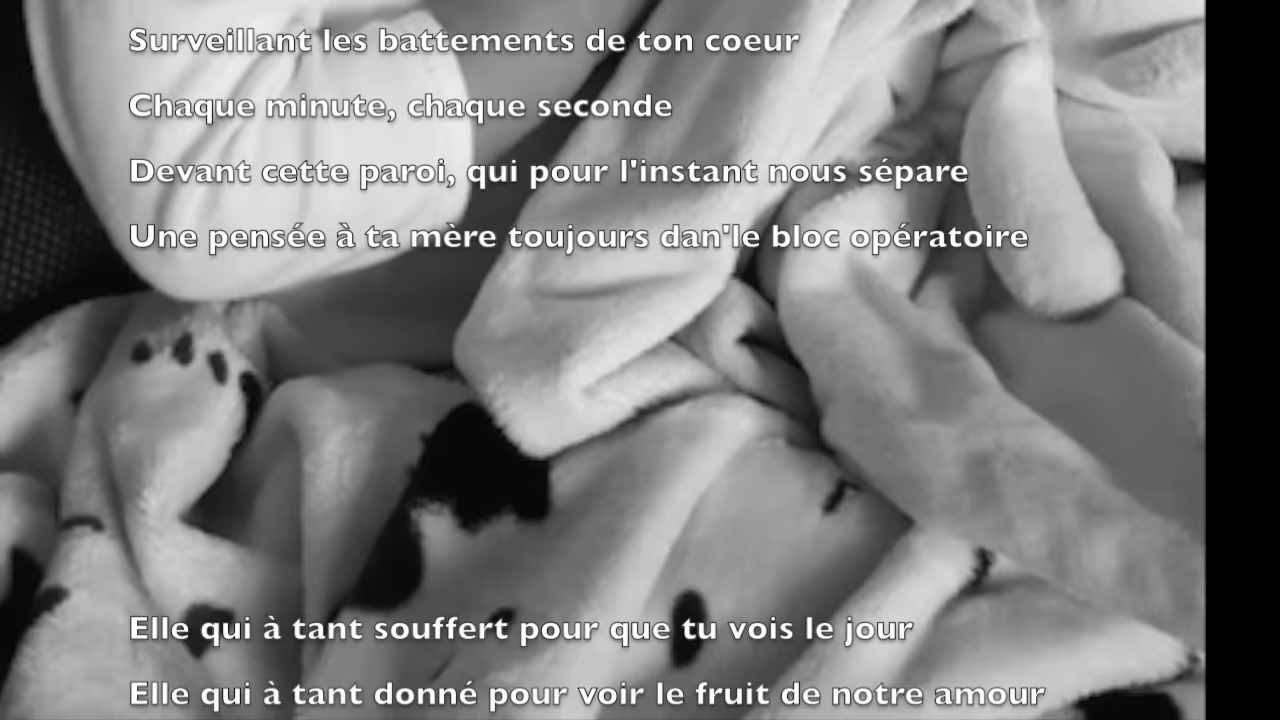 Surveillant les battements de ton coeur
Chaque minute, chaque seconde
Devant cette paroi, qui pour l'instant nous sépare
Une pensée à ta mère toujours dan'le bloc opératoire
Elle qui à tant souffert pour que tu vois le jour
Elle qui à tant donné pour voir le fruit de notre amour